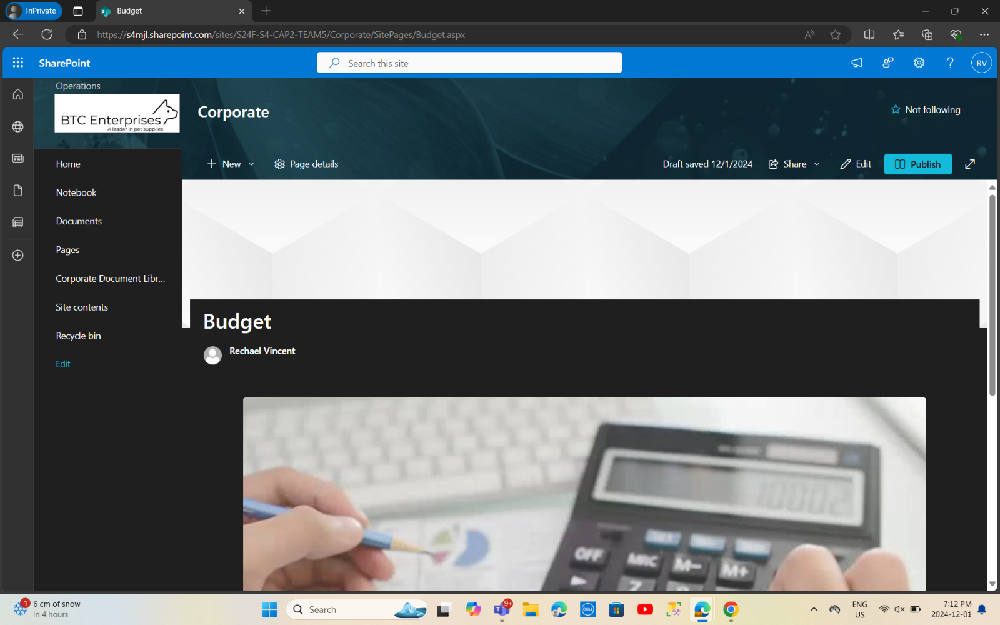 InPrivate
Budget
https://s4mjl.sharepoint.com/sites/S24F-S4-CAP2-TEAM5/Corporate/SitePages/Budget.aspx
SharePoint
Search this site
RV
Operations
BTC Enterprises
A leader in pet supplies
Corporate
Not following
New
Page details
Draft saved 12/1/2024
Share
Edit
Publish
Home
Notebook
Documents
Pages
Corporate Document Libr...
Site contents
Recycle bin
Edit
Budget
Rechael Vincent
OFF
MRC
M−
M+
1
6 cm of snow
In 4 hours
Search
9+
DELL
ENG
US
7:12 PM
2024-12-01